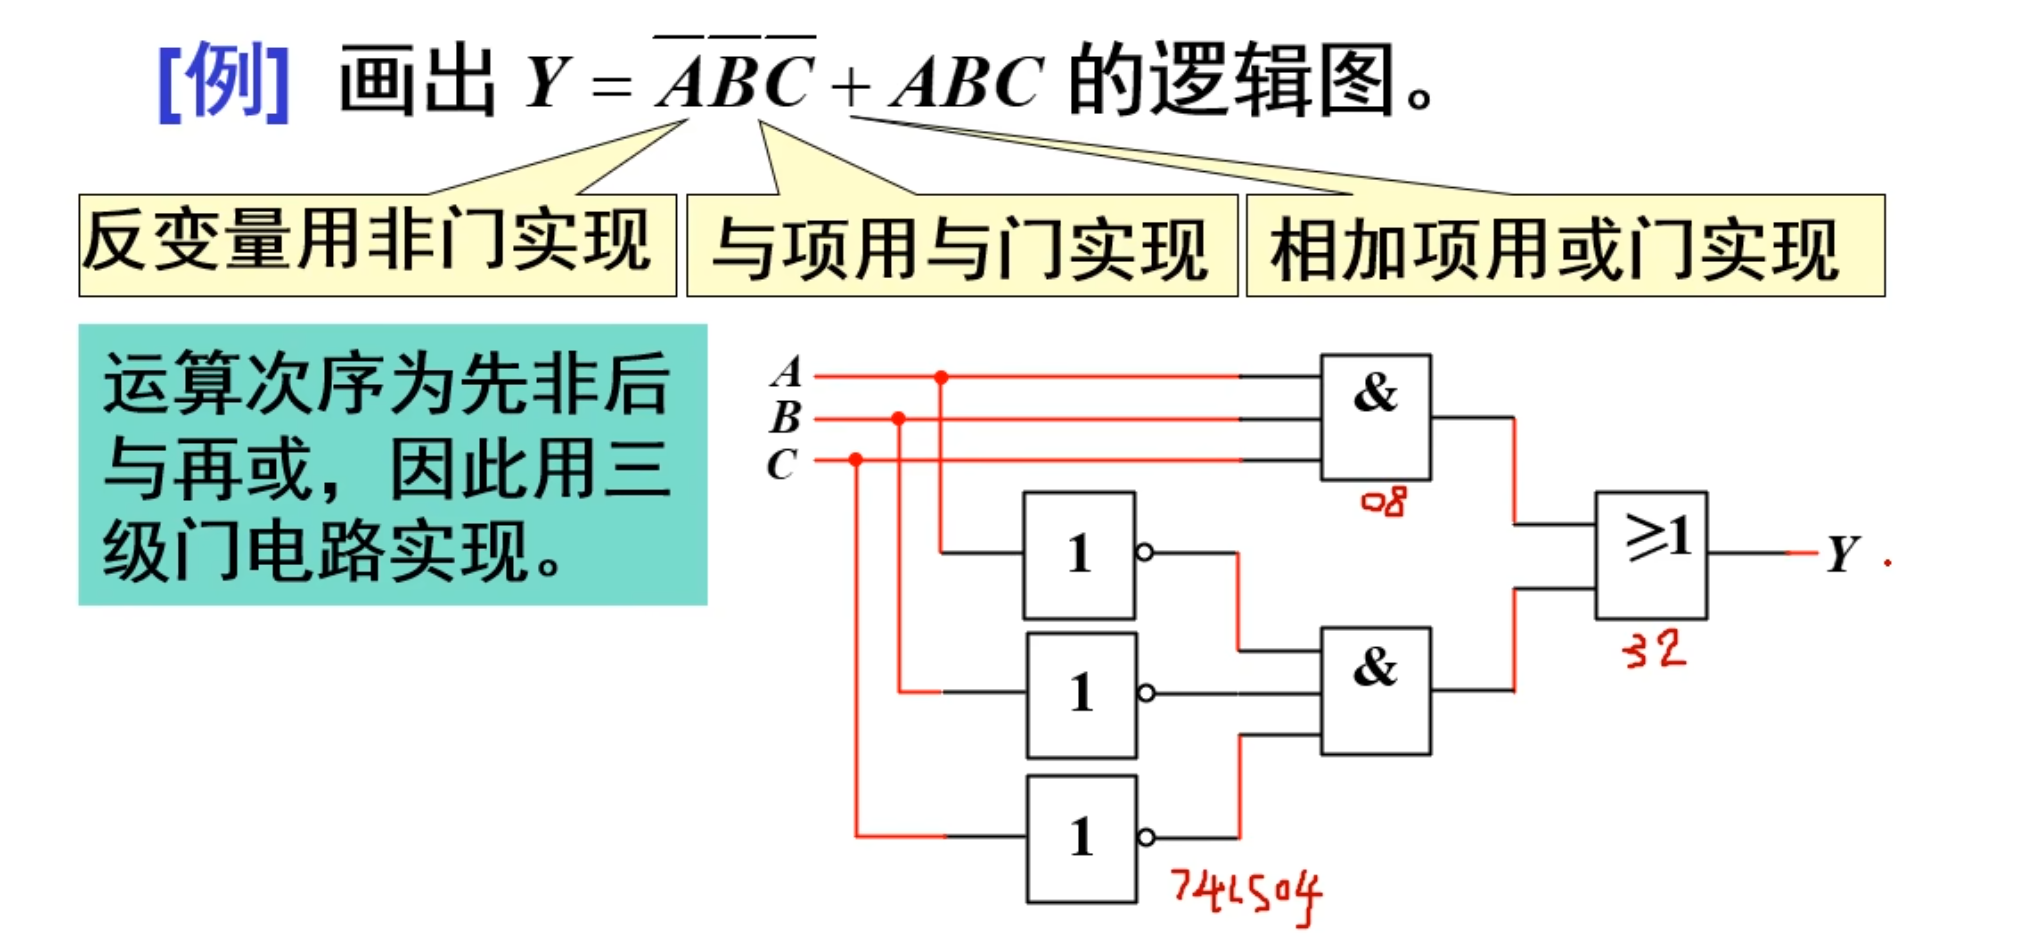 [例] 画出 Y = A̅ B̅ C̅ + ABC 的逻辑图。
反变量用非门实现
与项用与门实现
相加项用或门实现
运算次序为先非后
与再或，因此用三
级门电路实现。
A
B
C
&
08
1
≥1
Y
32
1
&
1
74LS04